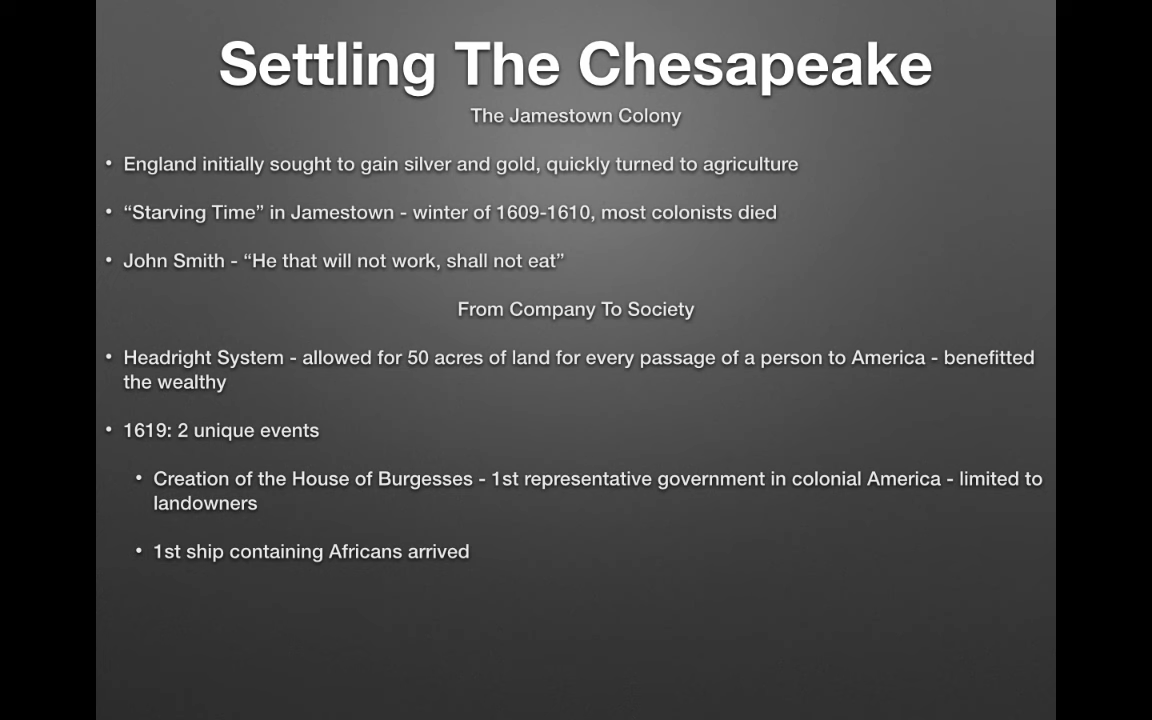 Settling The Chesapeake
The Jamestown Colony
• England initially sought to gain silver and gold, quickly turned to agriculture
• “Starving Time” in Jamestown - winter of 1609-1610, most colonists died
• John Smith - “He that will not work, shall not eat”
From Company To Society
• Headright System - allowed for 50 acres of land for every passage of a person to America - benefitted
the wealthy
• 1619: 2 unique events
• Creation of the House of Burgesses - 1st representative government in colonial America - limited to
landowners
• 1st ship containing Africans arrived